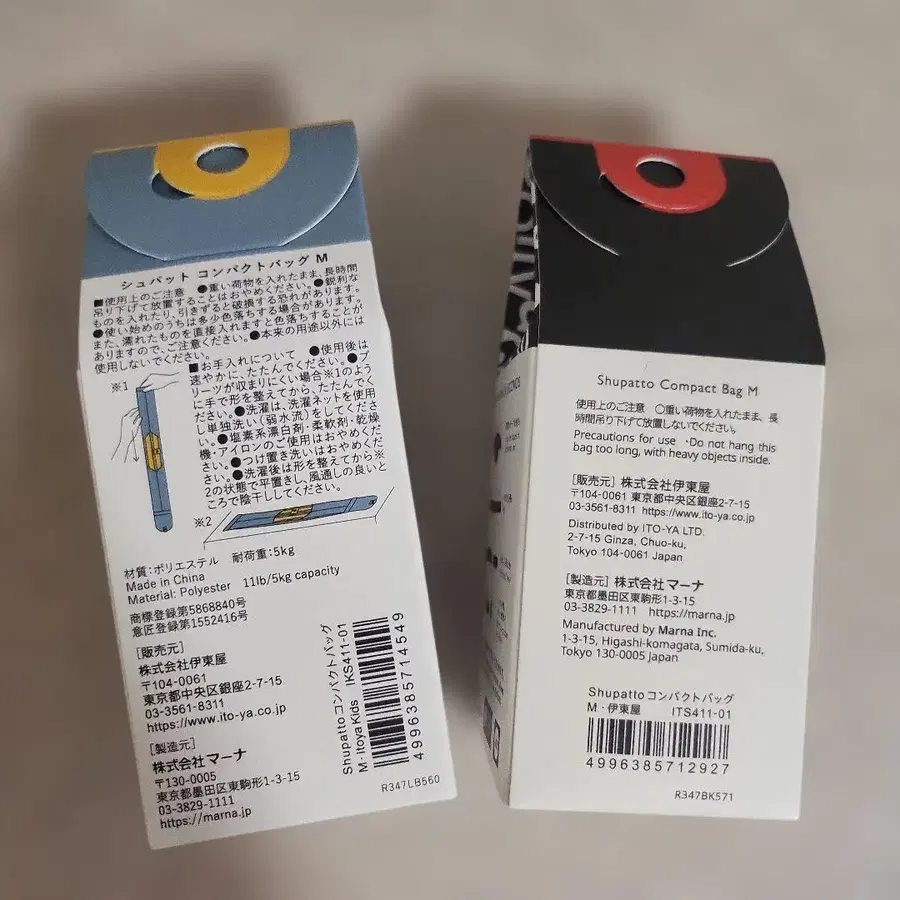 シュパット コンパクトバッグ M
■使用上のご注意 ●重い荷物を入れたまま、長時間
吊り下げて放置することはおやめください。●鋭利な
ものを入れたり、引きずると破損する恐れがあります。
●使い始めのうちは多少色落ちする場合があります。
また、濡れたものを直接入れますと色落ちすることが
ありますので、ご注意ください。●本来の用途以外には
使用しないでください。
■お手入れについて ●使用後は
速やかに、たたんでください。●プ
リーツが収まりにくい場合※1のよう
に手で形を整えてから、たたんでく
ださい。●洗濯は、洗濯ネットを使用
し単独洗い（弱水流）をしてくださ
い。●塩素系漂白剤・柔軟剤・乾燥
機・アイロンのご使用はおやめくだ
さい。●つけ置き洗いはおやめくだ
さい。●洗濯後は形を整えてから※
2の状態で平置きし、風通しの良いと
ころで陰干ししてください。
※1
※2
材質：ポリエステル 耐荷重：5kg
Made in China
Material: Polyester 11lb/5kg capacity
商標登録第5868840号
意匠登録第1552416号
[販売元]
株式会社伊東屋
〒104-0061
東京都中央区銀座2-7-15
03-3561-8311
https://www.ito-ya.co.jp
[製造元]
株式会社マーナ
〒130-0005
東京都墨田区東駒形1-3-15
03-3829-1111
https://marna.jp
Shupattoコンパクトバッグ
M・Itoya Kids IKS411-01
4996385714549
R347LB560
Shupatto Compact Bag M
使用上のご注意 ○重い荷物を入れたまま、長
時間吊り下げて放置しないでください。
Precautions for use ・Do not hang this
bag too long, with heavy objects inside.
[販売元] 株式会社伊東屋
〒104-0061 東京都中央区銀座2-7-15
03-3561-8311 https://www.ito-ya.co.jp
Distributed by ITO-YA LTD.
2-7-15 Ginza, Chuo-ku,
Tokyo 104-0061 Japan
[製造元] 株式会社マーナ
東京都墨田区東駒形1-3-15
03-3829-1111 https://marna.jp
Manufactured by Marna Inc.
1-3-15, Higashi-komagata, Sumida-ku,
Tokyo 130-0005 Japan
Shupattoコンパクトバッグ
M・伊東屋 ITS411-01
4996385712927
R347BK571